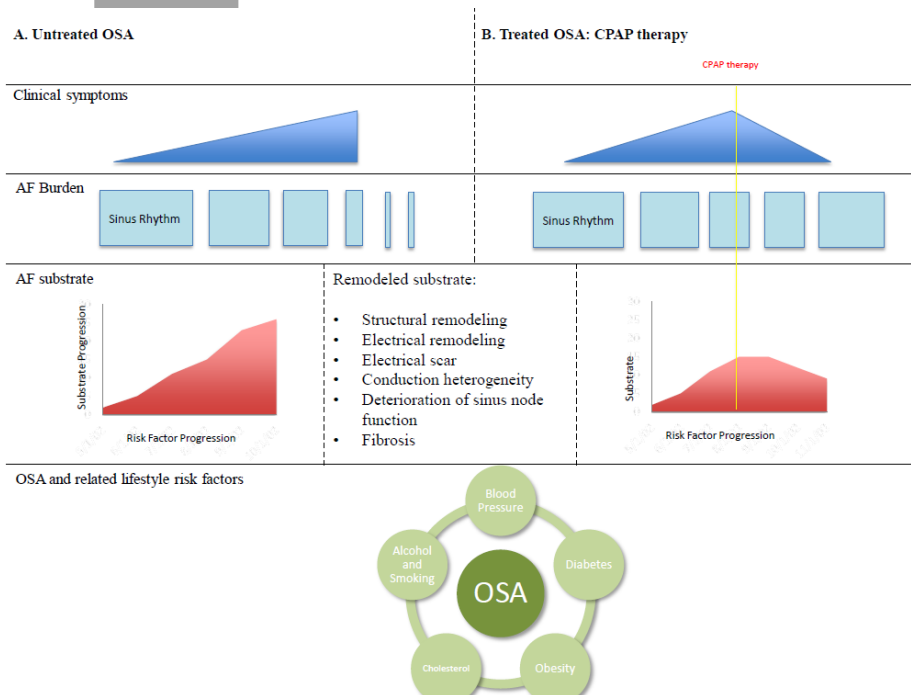 A. Untreated OSA
B. Treated OSA: CPAP therapy
CPAP therapy
Clinical symptoms
AF Burden
Sinus Rhythm
Sinus Rhythm
AF substrate
Substrate Progression
Risk Factor Progression
Remodeled substrate:
• Structural remodeling
• Electrical remodeling
• Electrical scar
• Conduction heterogeneity
• Deterioration of sinus node
function
• Fibrosis
Substrate
Risk Factor Progression
OSA and related lifestyle risk factors
Blood
Pressure
Alcohol
and
Smoking
Diabetes
OSA
Cholesterol
Obesity